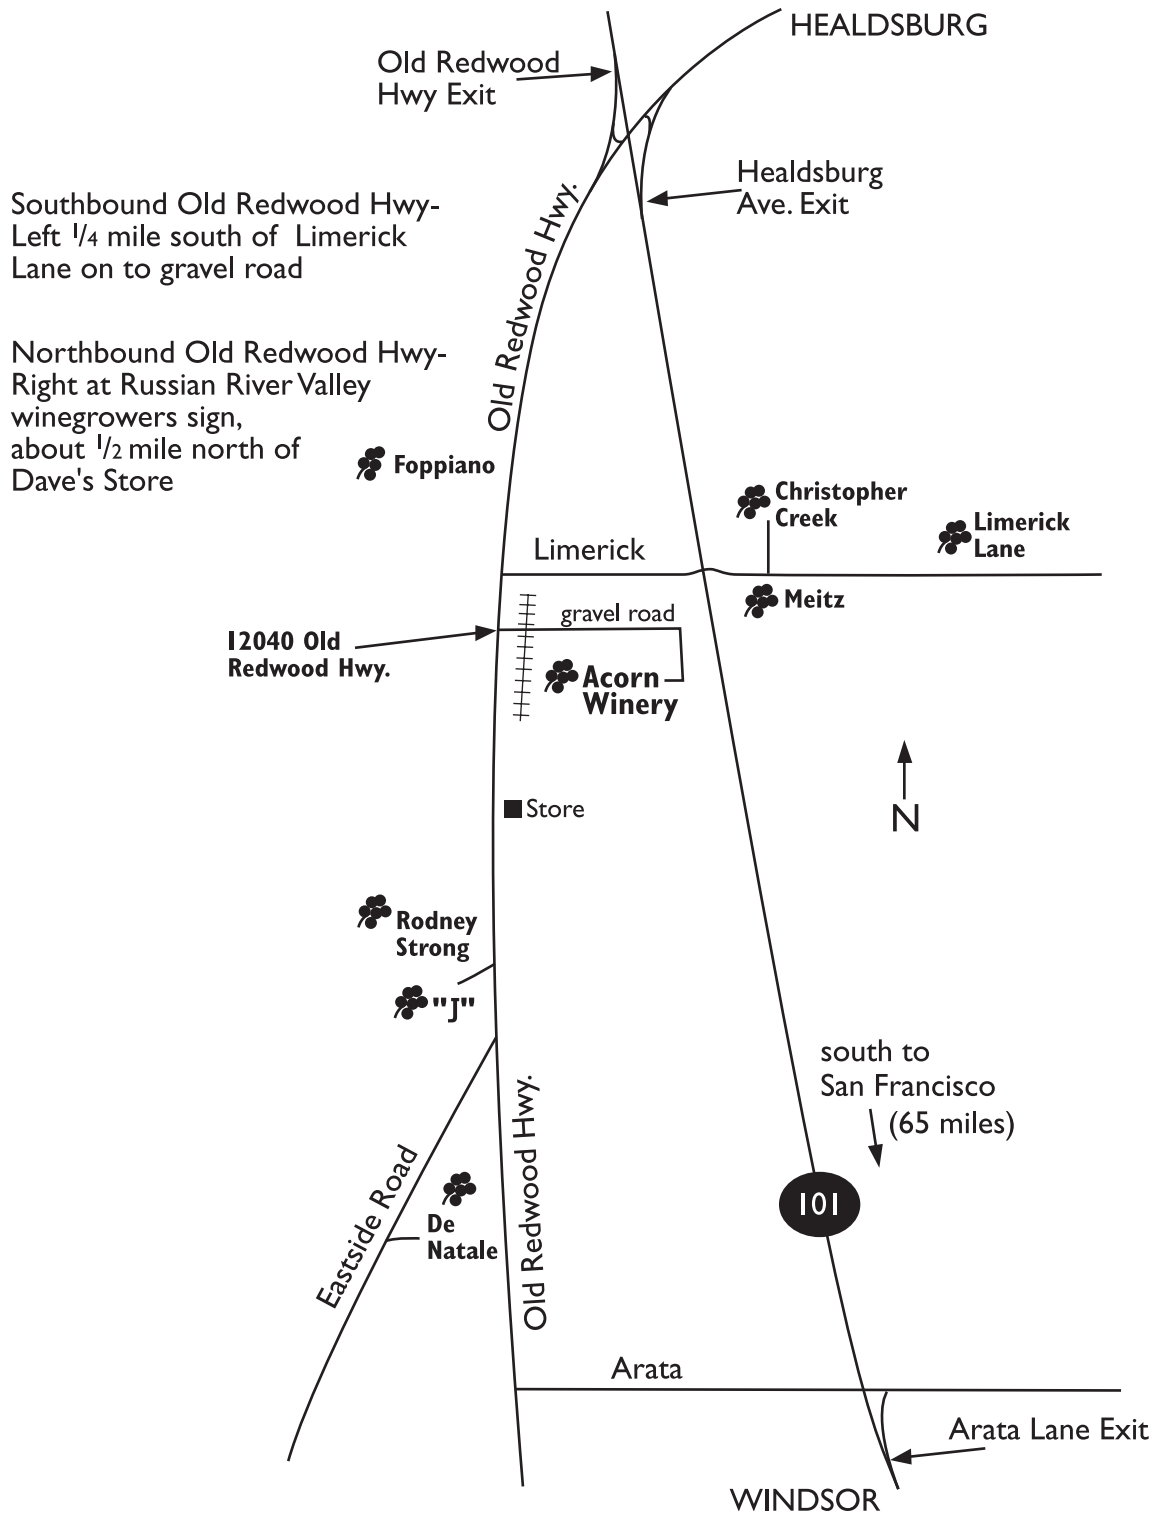 HEALDSBURG
Old Redwood
Hwy Exit
Healdsburg
Ave. Exit
Southbound Old Redwood Hwy-
Left 1/4 mile south of Limerick
Lane on to gravel road
Old Redwood Hwy.
Northbound Old Redwood Hwy-
Right at Russian River Valley
winegrowers sign,
about 1/2 mile north of
Dave's Store
Foppiano
Christopher
Creek
Limerick
Lane
Limerick
Meitz
gravel road
12040 Old
Redwood Hwy.
Acorn
Winery
N
Store
Rodney
Strong
"J"
south to
San Francisco
(65 miles)
Old Redwood Hwy.
Eastside Road
101
De
Natale
Arata
Arata Lane Exit
WINDSOR